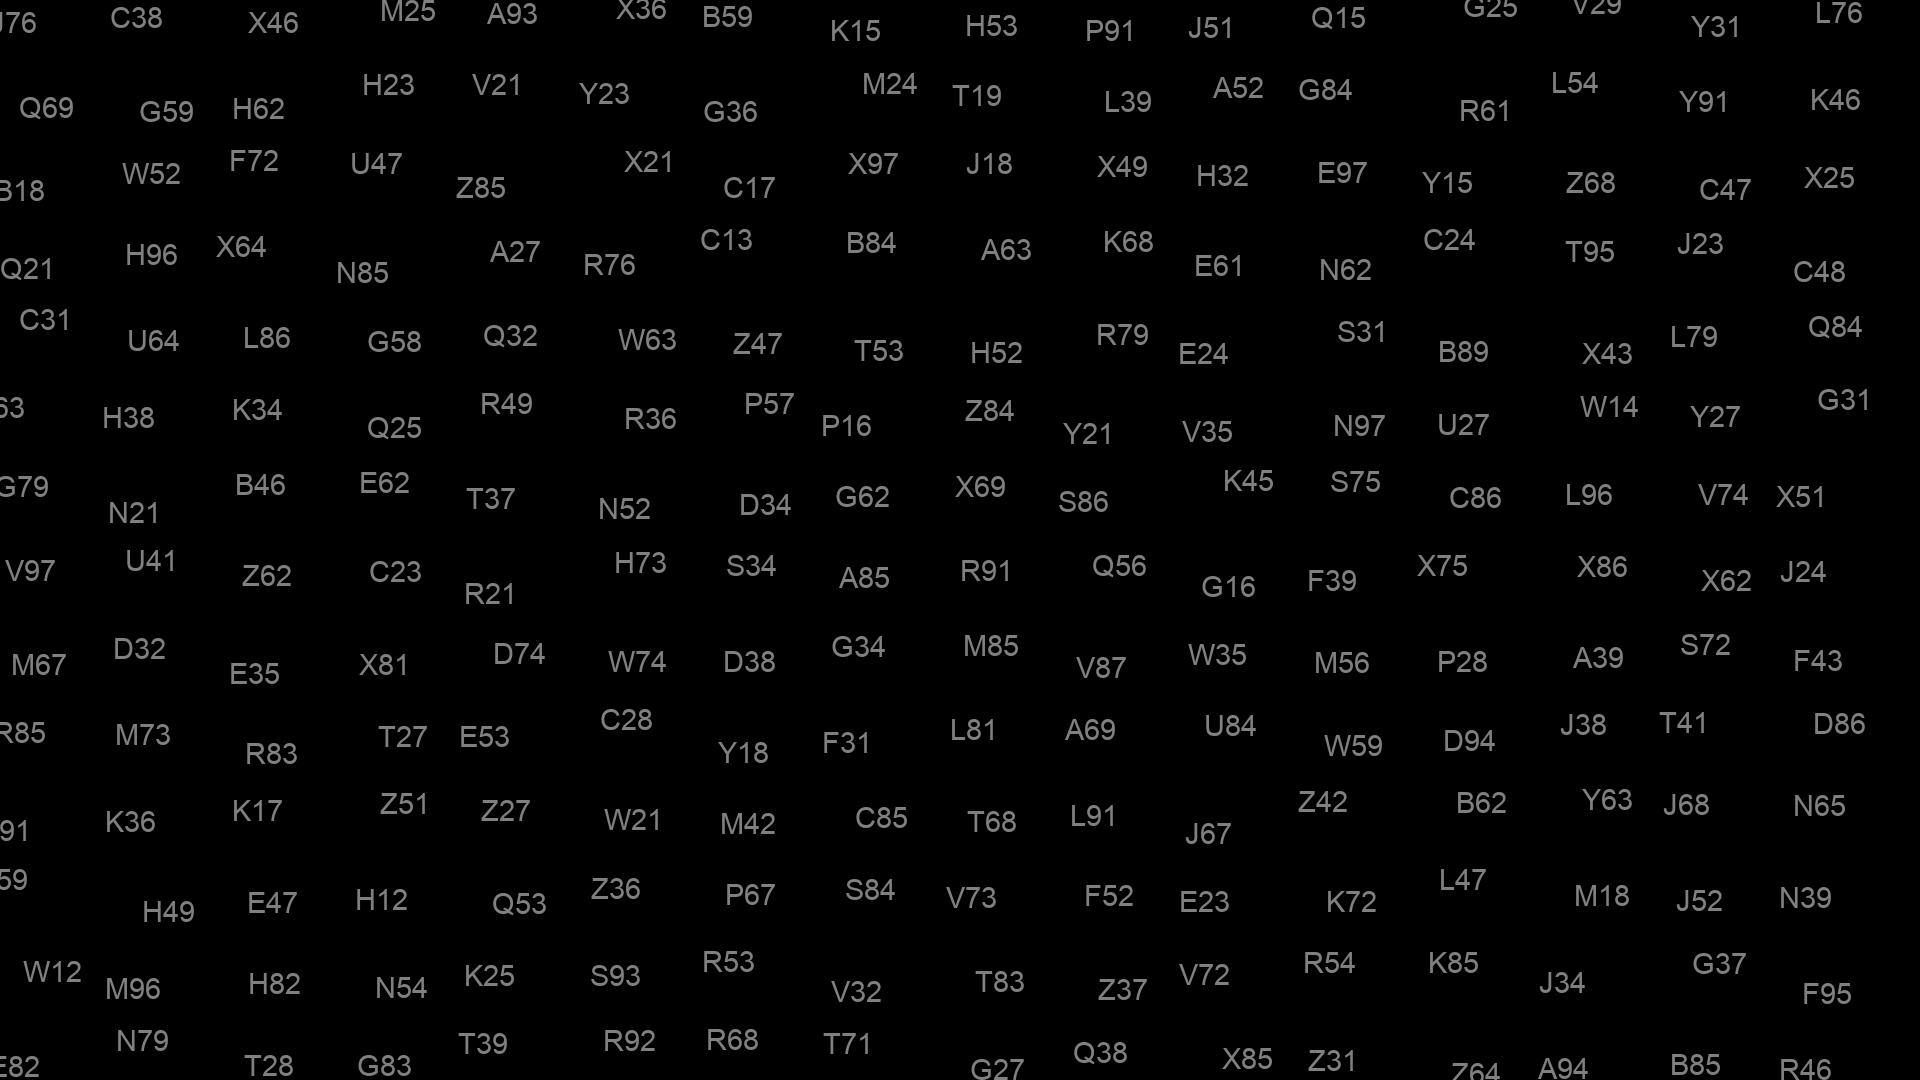 J76 C38 X46 M25 A93 X36 B59 K15 H53 P91 J51 Q15 G25 V29 Y31 L76
Q69 G59 H62 H23 V21 Y23 G36 M24 T19 L39 A52 G84 R61 L54 Y91 K46
B18 W52 F72 U47 Z85 X21 C17 X97 J18 X49 H32 E97 Y15 Z68 C47 X25
Q21 H96 X64 N85 A27 R76 C13 B84 A63 K68 E61 N62 C24 T95 J23 C48
C31 U64 L86 G58 Q32 W63 Z47 T53 H52 R79 E24 S31 B89 X43 L79 Q84
63 H38 K34 Q25 R49 R36 P57 P16 Z84 Y21 V35 N97 U27 W14 Y27 G31
G79 N21 B46 E62 T37 N52 D34 G62 X69 S86 K45 S75 C86 L96 V74 X51
V97 U41 Z62 C23 R21 H73 S34 A85 R91 Q56 G16 F39 X75 X86 X62 J24
M67 D32 E35 X81 D74 W74 D38 G34 M85 V87 W35 M56 P28 A39 S72 F43
R85 M73 R83 T27 E53 C28 Y18 F31 L81 A69 U84 W59 D94 J38 T41 D86
91 K36 K17 Z51 Z27 W21 M42 C85 T68 L91 J67 Z42 B62 Y63 J68 N65
59 H49 E47 H12 Q53 Z36 P67 S84 V73 F52 E23 K72 L47 M18 J52 N39
W12 M96 H82 N54 K25 S93 R53 V32 T83 Z37 V72 R54 K85 J34 G37 F95
E82 N79 T28 G83 T39 R92 R68 T71 G27 Q38 X85 Z31 Z64 A94 B85 R46